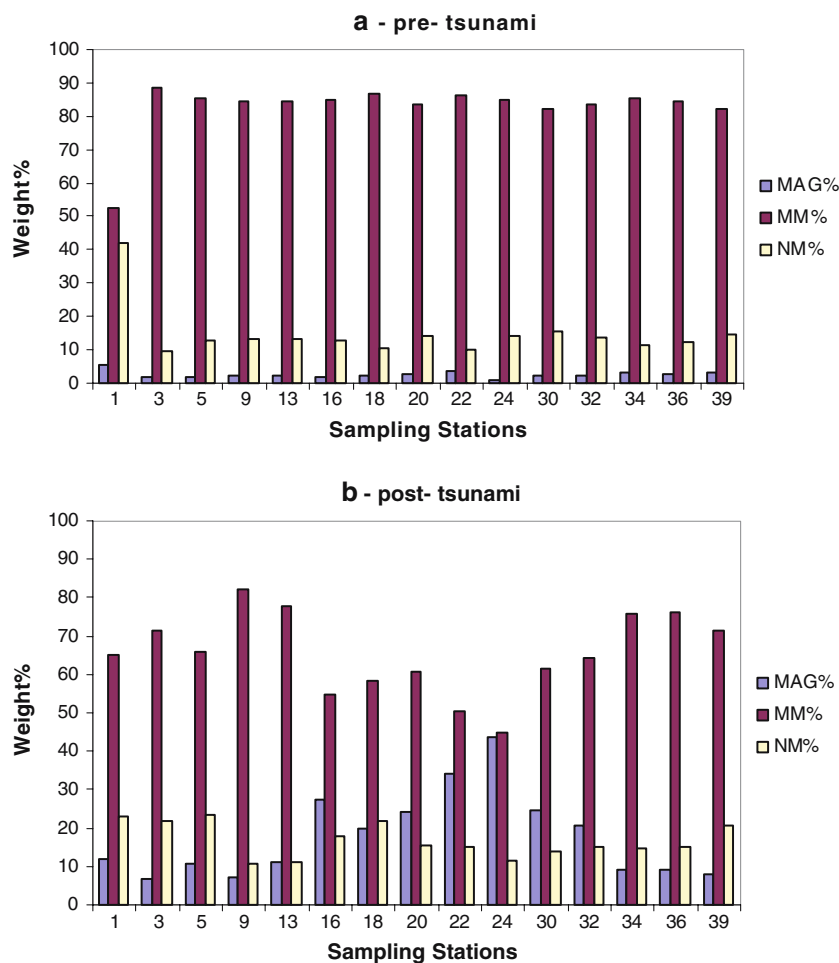 a - pre- tsunami
100
90
80
70
60
50
40
30
20
10
0
Weight%
1 3 5 9 13 16 18 20 22 24 30 32 34 36 39
Sampling Stations
MAG%
MM%
NM%
b - post- tsunami
100
90
80
70
60
50
40
30
20
10
0
Weight%
1 3 5 9 13 16 18 20 22 24 30 32 34 36 39
Sampling Stations
MAG%
MM%
NM%